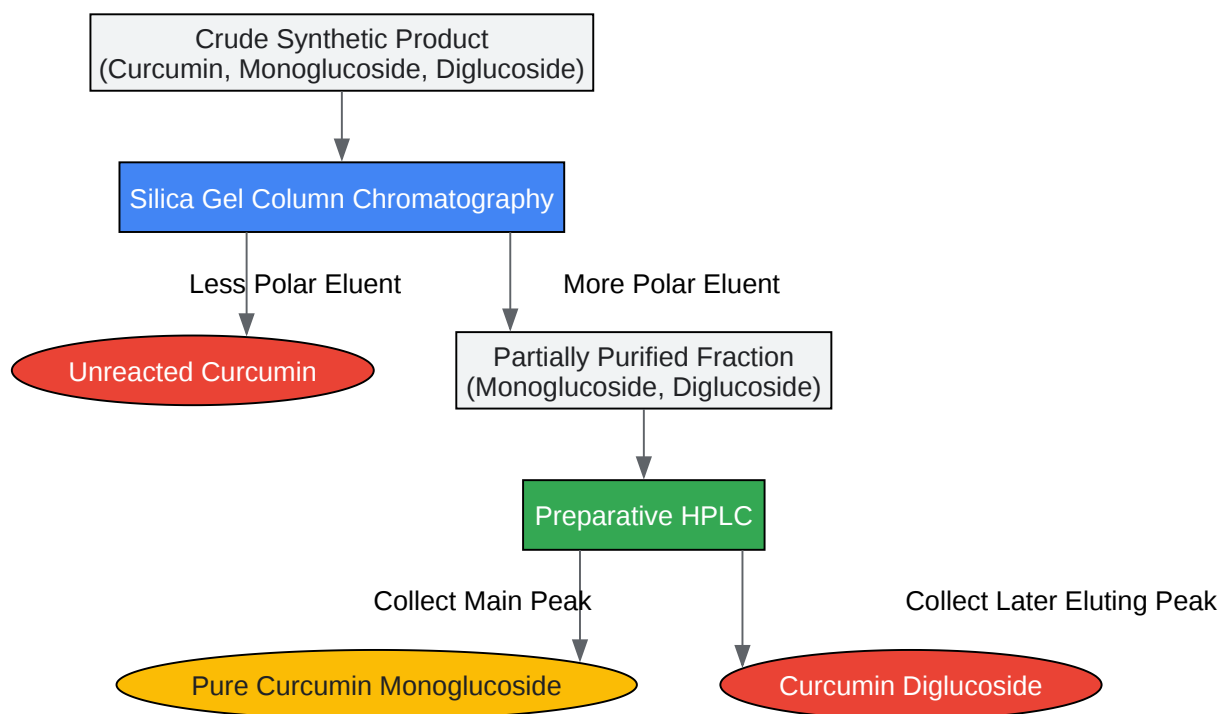 Crude Synthetic Product
(Curcumin, Monoglucoside, Diglucoside)
Silica Gel Column Chromatography
Less Polar Eluent
More Polar Eluent
Unreacted Curcumin
Partially Purified Fraction
(Monoglucoside, Diglucoside)
Preparative HPLC
Collect Main Peak
Collect Later Eluting Peak
Pure Curcumin Monoglucoside
Curcumin Diglucoside